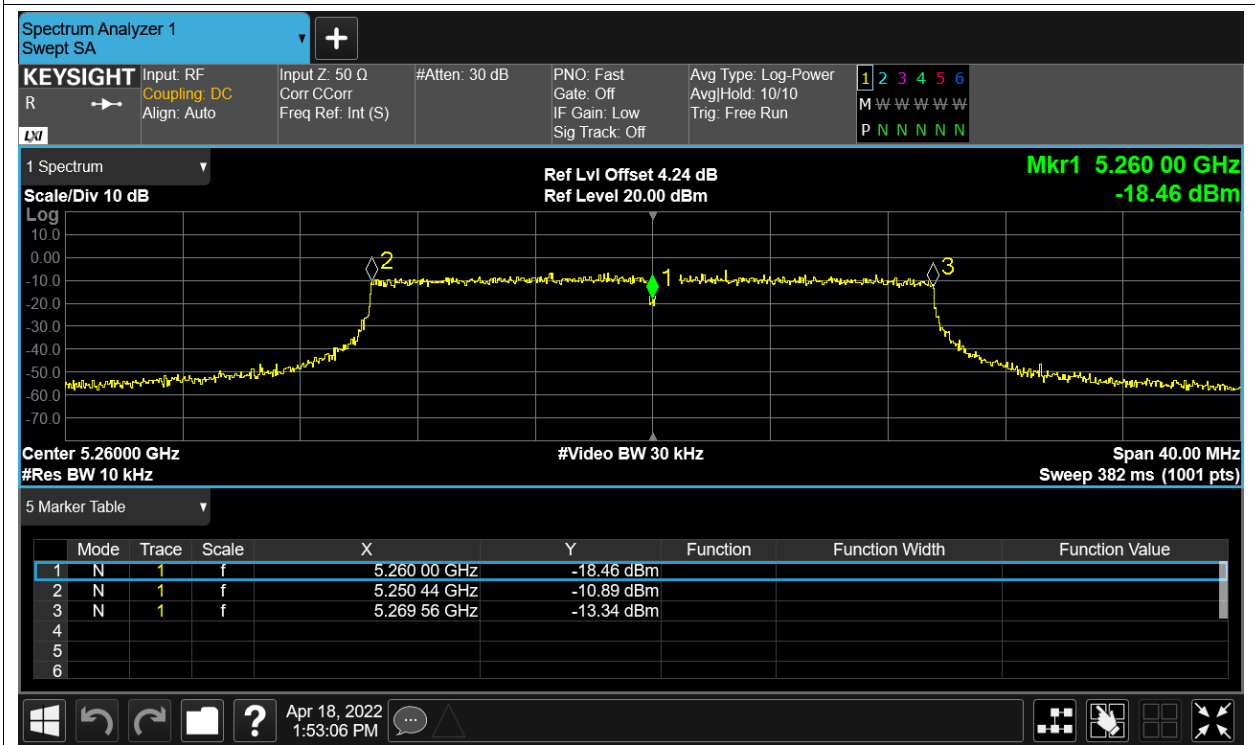 Spectrum Analyzer 1
Swept SA
KEYSIGHT Input: RF Input Z: 50 Ω #Atten: 30 dB PNO: Fast Avg Type: Log-Power 1 2 3 4 5 6
R Coupling: DC Corr CCorr Gate: Off Avg|Hold: 10/10 M W W W W W
Align: Auto Freq Ref: Int (S) IF Gain: Low Trig: Free Run
LXI Sig Track: Off P N N N N N
1 Spectrum Ref Lvl Offset 4.24 dB Mkr1 5.260 00 GHz
Scale/Div 10 dB Ref Level 20.00 dBm -18.46 dBm
Log
10.0
0.00
2 1 3
-10.0
-20.0
-30.0
-40.0
-50.0
-60.0
-70.0
Center 5.26000 GHz #Video BW 30 kHz Span 40.00 MHz
#Res BW 10 kHz Sweep 382 ms (1001 pts)
5 Marker Table
Mode Trace Scale X Y Function Function Width Function Value
1 N 1 f 5.260 00 GHz -18.46 dBm
2 N 1 f 5.250 44 GHz -10.89 dBm
3 N 1 f 5.269 56 GHz -13.34 dBm
4
5
6
? Apr 18, 2022
1:53:06 PM